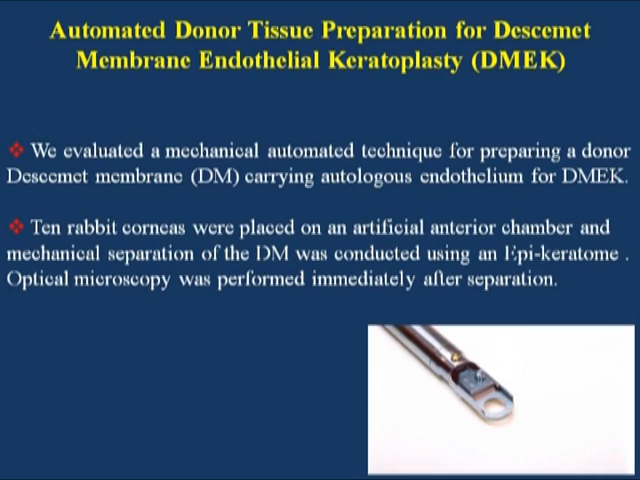 Automated Donor Tissue Preparation for Descemet
Membrane Endothelial Keratoplasty (DMEK)
We evaluated a mechanical automated technique for preparing a donor
Descemet membrane (DM) carrying autologous endothelium for DMEK.
Ten rabbit corneas were placed on an artificial anterior chamber and
mechanical separation of the DM was conducted using an Epi-keratome .
Optical microscopy was performed immediately after separation.